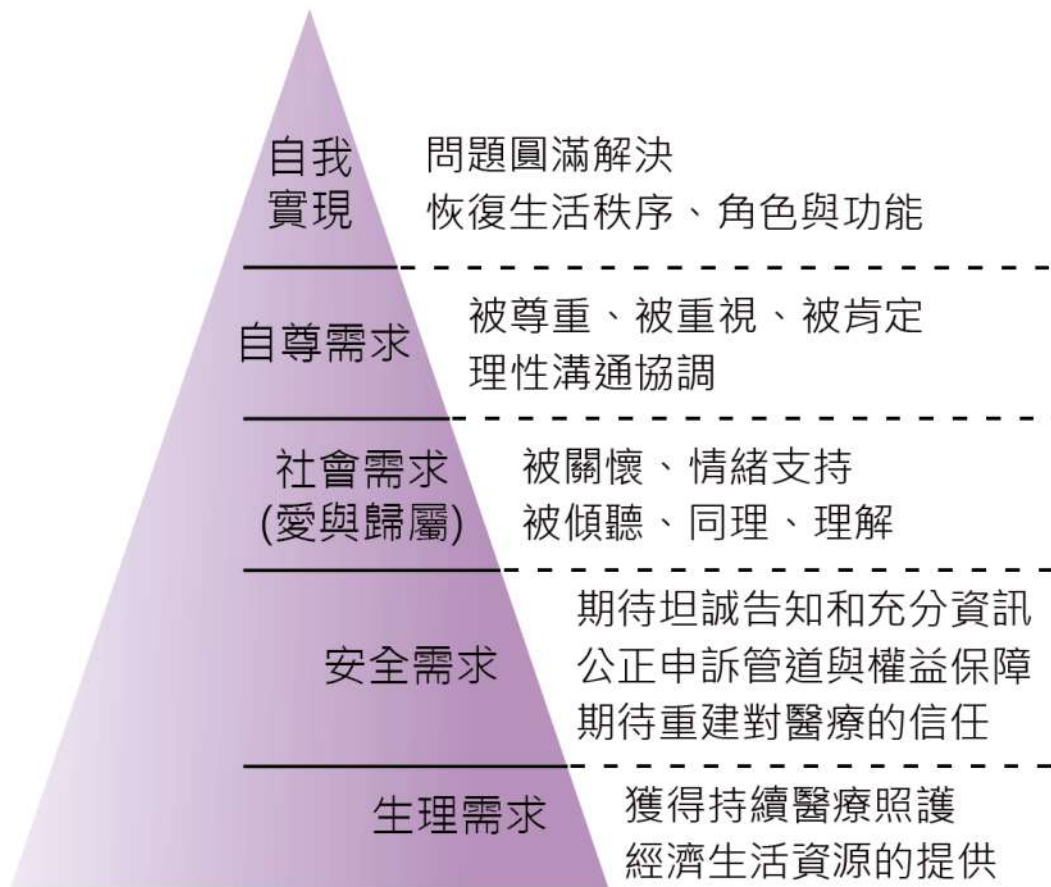 自我
實現
問題圓滿解決
恢復生活秩序、角色與功能
自尊需求
被尊重、被重視、被肯定
理性溝通協調
社會需求
(愛與歸屬)
被關懷、情緒支持
被傾聽、同理、理解
安全需求
期待坦誠告知和充分資訊
公正申訴管道與權益保障
期待重建對醫療的信任
生理需求
獲得持續醫療照護
經濟生活資源的提供